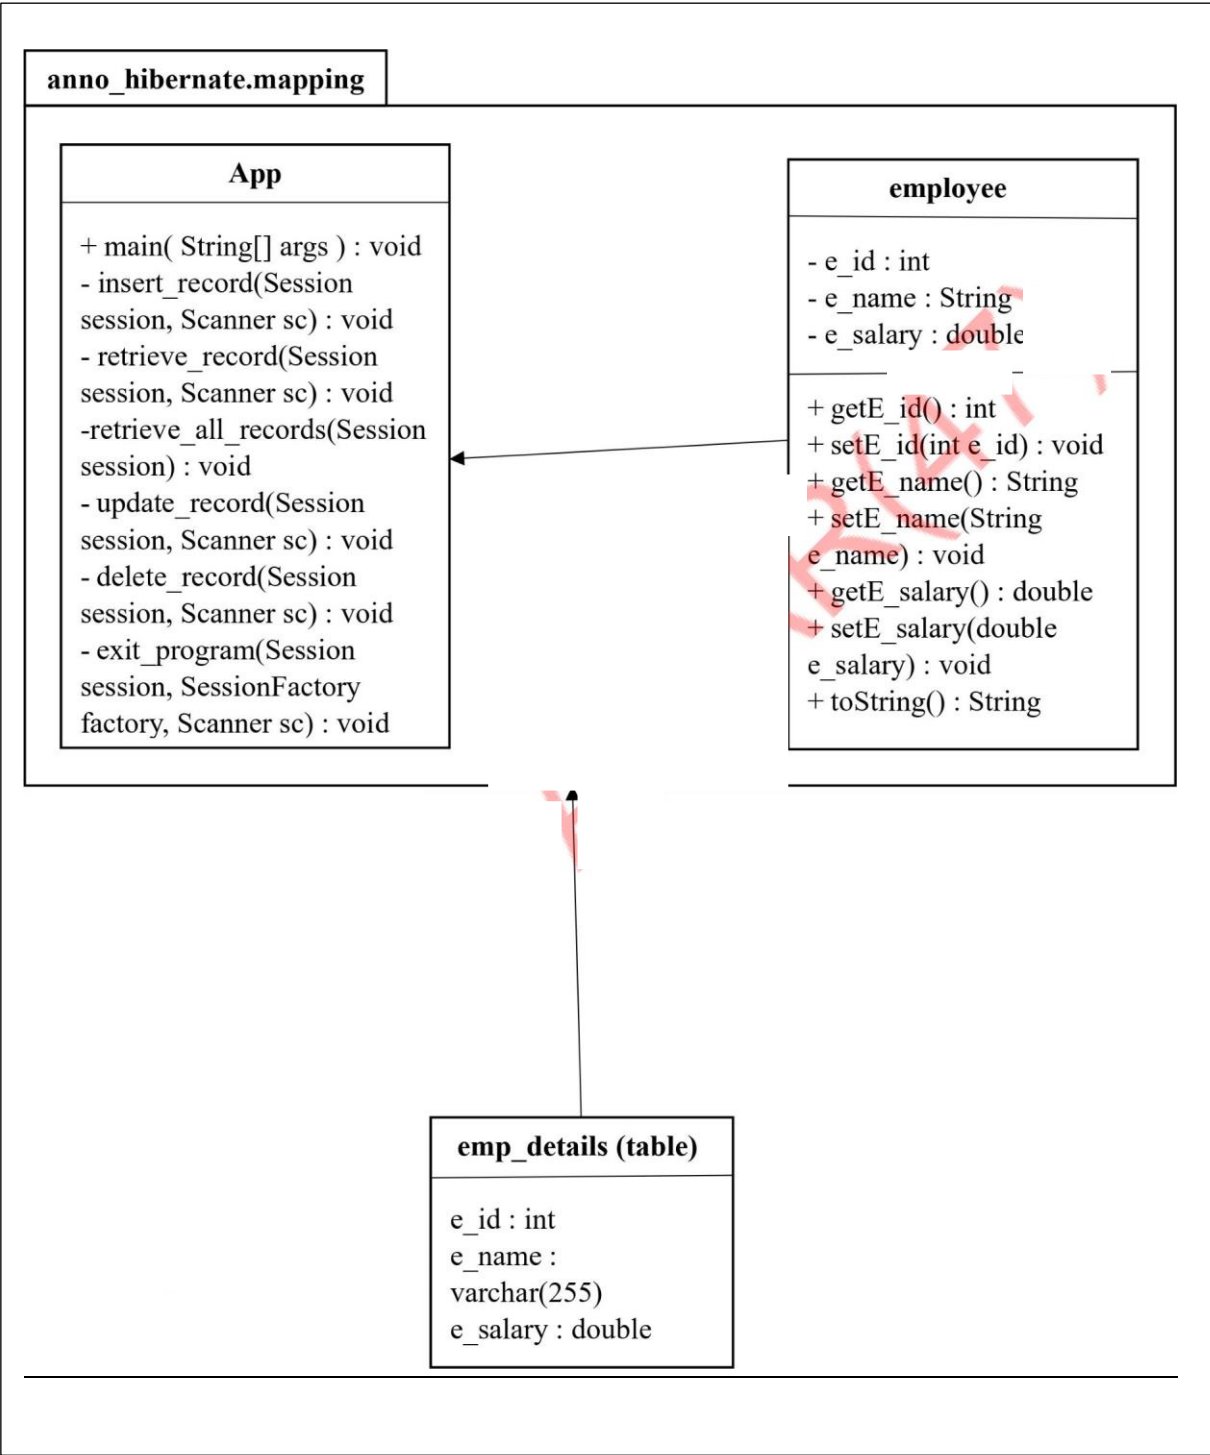 anno_hibernate.mapping
App
+ main( String[] args ) : void
- insert_record(Session
session, Scanner sc) : void
- retrieve_record(Session
session, Scanner sc) : void
-retrieve_all_records(Session
session) : void
- update_record(Session
session, Scanner sc) : void
- delete_record(Session
session, Scanner sc) : void
- exit_program(Session
session, SessionFactory
factory, Scanner sc) : void
employee
- e_id : int
- e_name : String
- e_salary : double
+ getE_id() : int
+ setE_id(int e_id) : void
+ getE_name() : String
+ setE_name(String
e_name) : void
+ getE_salary() : double
+ setE_salary(double
e_salary) : void
+ toString() : String
emp_details (table)
e_id : int
e_name :
varchar(255)
e_salary : double